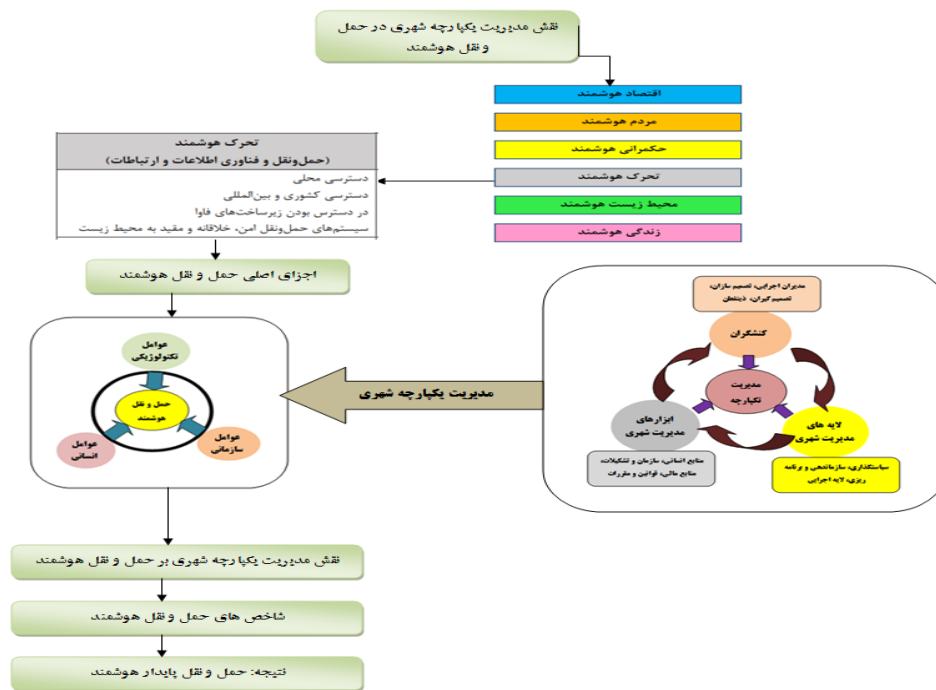 نقش مدیریت یکپارچه شهری در حمل
و نقل هوشمند
اقتصاد هوشمند
مردم هوشمند
حکمرانی هوشمند
تحرک هوشمند
محیط زیست هوشمند
زندگی هوشمند
تحرک هوشمند
(حمل‌ونقل و فناوری اطلاعات و ارتباطات)
دسترسی محلی
دسترسی کشوری و بین‌المللی
در دسترس بودن زیرساخت‌های فاوا
سیستم‌های حمل‌ونقل امن، خلاقانه و مقید به محیط زیست
اجزای اصلی حمل و نقل هوشمند
مدیران اجرایی، تصمیم سازان،
تصمیم گیران، ذینفعان
کنشگران
مدیریت
یکپارچه
ابزارهای
مدیریت شهری
لایه های
مدیریت شهری
منابع انسانی، سازمان و تشکیلات،
منابع مالی، قوانین و مقررات
سیاستگذاری، سازماندهی و برنامه
ریزی، لایه اجرایی
مدیریت یکپارچه شهری
عوامل
تکنولوژیکی
حمل و نقل
هوشمند
عوامل
انسانی
عوامل
سازمانی
نقش مدیریت یکپارچه شهری بر حمل و نقل هوشمند
شاخص های حمل و نقل هوشمند
نتیجه: حمل و نقل پایدار هوشمند